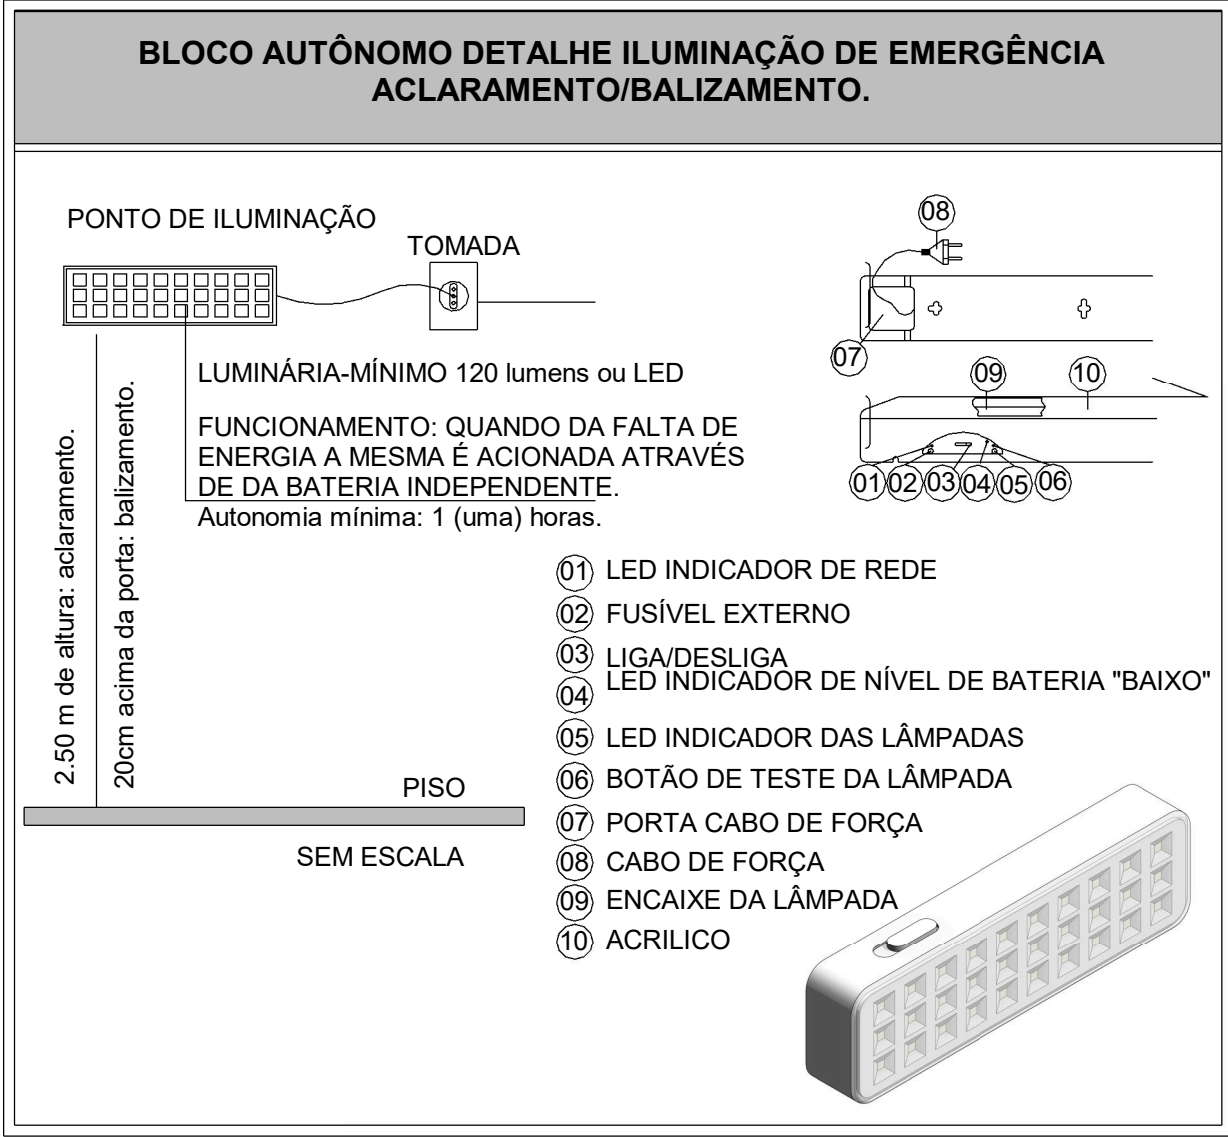 BLOCO AUTÔNOMO DETALHE ILUMINAÇÃO DE EMERGÊNCIA
ACLARAMENTO/BALIZAMENTO.
PONTO DE ILUMINAÇÃO
TOMADA
LUMINÁRIA-MÍNIMO 120 lumens ou LED
FUNCIONAMENTO: QUANDO DA FALTA DE
ENERGIA A MESMA É ACIONADA ATRAVÉS
DE DA BATERIA INDEPENDENTE.
Autonomia mínima: 1 (uma) horas.
2.50 m de altura: aclaramento.
20cm acima da porta: balizamento.
PISO
SEM ESCALA
08
07
09
10
01 02 03 04 05 06
01 LED INDICADOR DE REDE
02 FUSÍVEL EXTERNO
03 LIGA/DESLIGA
04 LED INDICADOR DE NÍVEL DE BATERIA "BAIXO"
05 LED INDICADOR DAS LÂMPADAS
06 BOTÃO DE TESTE DA LÂMPADA
07 PORTA CABO DE FORÇA
08 CABO DE FORÇA
09 ENCAIXE DA LÂMPADA
10 ACRILICO